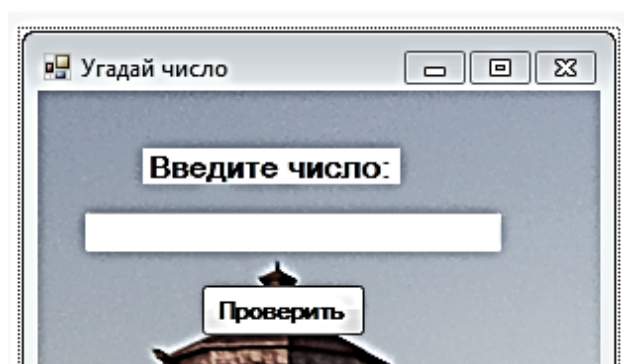 Угадай число
Введите число:
Проверить